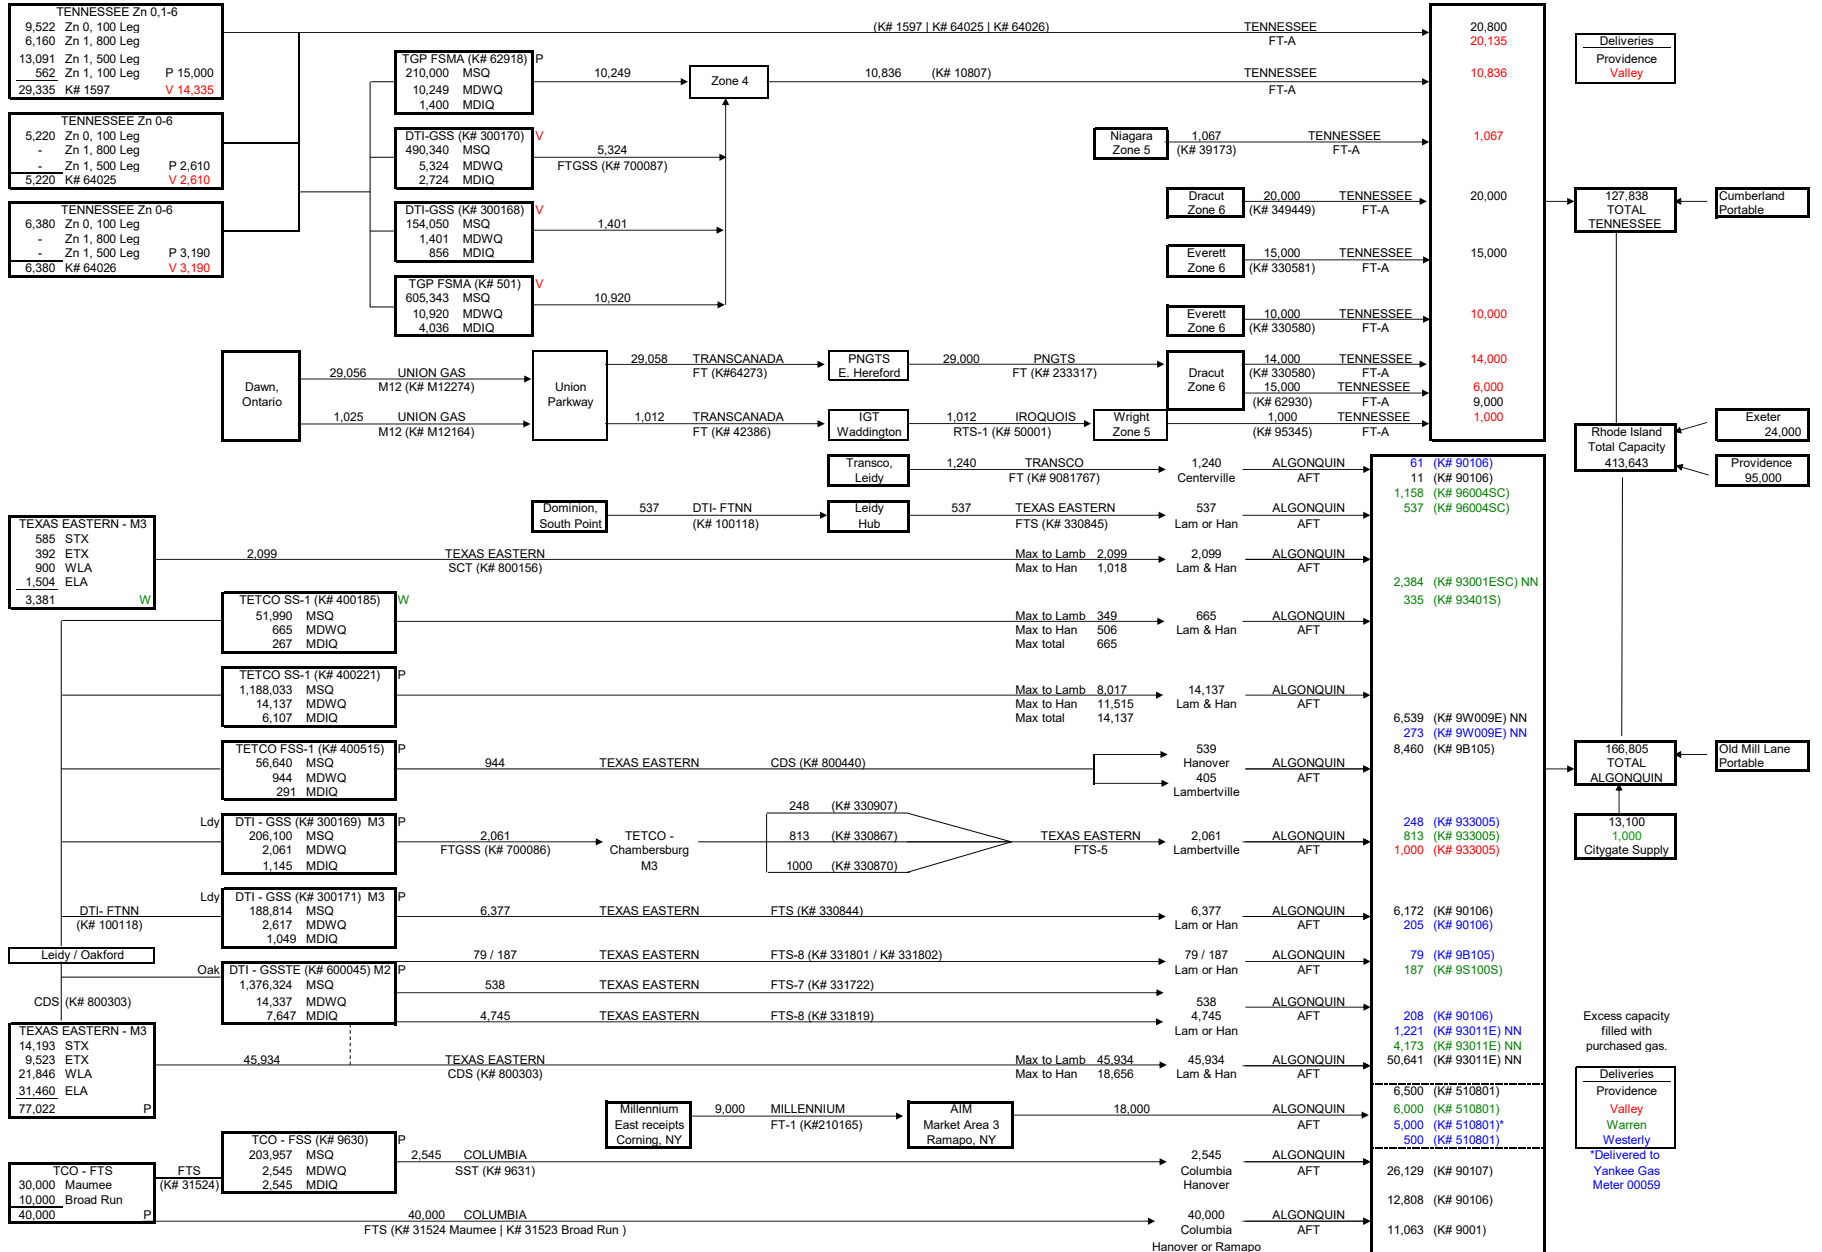 TENNESSEE Zn 0,1-6
9,522 Zn 0, 100 Leg
6,160 Zn 1, 800 Leg
13,091 Zn 1, 500 Leg
562 Zn 1, 100 Leg P 15,000
29,335 K# 1597 V 14,335
TENNESSEE Zn 0-6
5,220 Zn 0, 100 Leg
- Zn 1, 800 Leg
- Zn 1, 500 Leg P 2,610
5,220 K# 64025 V 2,610
TENNESSEE Zn 0-6
6,380 Zn 0, 100 Leg
- Zn 1, 800 Leg
- Zn 1, 500 Leg P 3,190
6,380 K# 64026 V 3,190
(K# 1597 | K# 64025 | K# 64026) TENNESSEE
FT-A
20,800
20,135
TGP FSMA (K# 62918) P
210,000 MSQ
10,249 MDWQ
1,400 MDIQ
10,249
Zone 4
10,836 (K# 10807) TENNESSEE
FT-A
10,836
DTI-GSS (K# 300170) V
490,340 MSQ
5,324 MDWQ
2,724 MDIQ
5,324
FTGSS (K# 700087)
DTI-GSS (K# 300168) V
154,050 MSQ
1,401 MDWQ
856 MDIQ
1,401
TGP FSMA (K# 501) V
605,343 MSQ
10,920 MDWQ
4,036 MDIQ
10,920
Niagara
Zone 5
1,067 TENNESSEE
(K# 39173) FT-A
1,067
Dracut
Zone 6
20,000 TENNESSEE
(K# 349449) FT-A
20,000
Everett
Zone 6
15,000 TENNESSEE
(K# 330581) FT-A
15,000
Everett
Zone 6
10,000 TENNESSEE
(K# 330580) FT-A
10,000
Deliveries
Providence
Valley
127,838
TOTAL
TENNESSEE
Cumberland
Portable
Dawn,
Ontario
29,056 UNION GAS
M12 (K# M12274)
1,025 UNION GAS
M12 (K# M12164)
Union
Parkway
29,058 TRANSCANADA
FT (K#64273)
1,012 TRANSCANADA
FT (K# 42386)
PNGTS
E. Hereford
29,000 PNGTS
FT (K# 233317)
IGT
Waddington
1,012 IROQUOIS
RTS-1 (K# 50001)
Dracut
Zone 6
Wright
Zone 5
14,000 TENNESSEE
(K# 330580) FT-A
15,000 TENNESSEE
(K# 62930) FT-A
1,000 TENNESSEE
(K# 95345) FT-A
14,000
6,000
9,000
1,000
Rhode Island
Total Capacity
413,643
Exeter
24,000
Providence
95,000
Transco,
Leidy
1,240 TRANSCO
FT (K# 9081767)
1,240
Centerville
ALGONQUIN
AFT
61 (K# 90106)
11 (K# 90106)
1,158 (K# 96004SC)
537 (K# 96004SC)
Dominion,
South Point
537 DTI- FTNN
(K# 100118)
Leidy
Hub
537 TEXAS EASTERN
FTS (K# 330845)
537
Lam or Han
ALGONQUIN
AFT
TEXAS EASTERN - M3
585 STX
392 ETX
900 WLA
1,504 ELA
3,381 W
2,099 TEXAS EASTERN
SCT (K# 800156)
Max to Lamb 2,099
Max to Han 1,018
2,099
Lam & Han
ALGONQUIN
AFT
2,384 (K# 93001ESC) NN
335 (K# 93401S)
TETCO SS-1 (K# 400185) W
51,990 MSQ
665 MDWQ
267 MDIQ
Max to Lamb 349
Max to Han 506
Max total 665
665
Lam & Han
ALGONQUIN
AFT
TETCO SS-1 (K# 400221) P
1,188,033 MSQ
14,137 MDWQ
6,107 MDIQ
Max to Lamb 8,017
Max to Han 11,515
Max total 14,137
14,137
Lam & Han
ALGONQUIN
AFT
6,539 (K# 9W009E) NN
273 (K# 9W009E) NN
8,460 (K# 9B105)
TETCO FSS-1 (K# 400515) P
56,640 MSQ
944 MDWQ
291 MDIQ
944 TEXAS EASTERN CDS (K# 800440)
539
Hanover
405
Lambertville
ALGONQUIN
AFT
166,805
TOTAL
ALGONQUIN
Old Mill Lane
Portable
13,100
1,000
Citygate Supply
Ldy
DTI - GSS (K# 300169) M3 P
206,100 MSQ
2,061 MDWQ
1,145 MDIQ
2,061
FTGSS (K# 700086)
TETCO -
Chambersburg
M3
248 (K# 330907)
813 (K# 330867)
1000 (K# 330870)
TEXAS EASTERN
FTS-5
2,061
Lambertville
ALGONQUIN
AFT
248 (K# 933005)
813 (K# 933005)
1,000 (K# 933005)
DTI- FTNN
(K# 100118)
Ldy
DTI - GSS (K# 300171) M3 P
188,814 MSQ
2,617 MDWQ
1,049 MDIQ
6,377 TEXAS EASTERN FTS (K# 330844)
6,377
Lam or Han
ALGONQUIN
AFT
6,172 (K# 90106)
205 (K# 90106)
Leidy / Oakford
Oak
DTI - GSSTE (K# 600045) M2 P
1,376,324 MSQ
14,337 MDWQ
7,647 MDIQ
79 / 187 TEXAS EASTERN FTS-8 (K# 331801 / K# 331802)
79 / 187
Lam or Han
ALGONQUIN
AFT
79 (K# 9B105)
187 (K# 9S100S)
538 TEXAS EASTERN FTS-7 (K# 331722)
4,745 TEXAS EASTERN FTS-8 (K# 331819)
538
4,745
Lam or Han
ALGONQUIN
AFT
208 (K# 90106)
1,221 (K# 93011E) NN
4,173 (K# 93011E) NN
50,641 (K# 93011E) NN
CDS (K# 800303)
TEXAS EASTERN - M3
14,193 STX
9,523 ETX
21,846 WLA
31,460 ELA
77,022 P
45,934 TEXAS EASTERN
CDS (K# 800303)
Max to Lamb 45,934
Max to Han 18,656
45,934
Lam & Han
ALGONQUIN
AFT
Excess capacity
filled with
purchased gas.
Deliveries
Providence
Valley
Warren
Westerly
*Delivered to
Yankee Gas
Meter 00059
Millennium
East receipts
Corning, NY
9,000 MILLENNIUM
FT-1 (K#210165)
AIM
Market Area 3
Ramapo, NY
18,000
ALGONQUIN
AFT
6,500 (K# 510801)
6,000 (K# 510801)
5,000 (K# 510801)*
500 (K# 510801)
TCO - FTS
30,000 Maumee
10,000 Broad Run
40,000 P
FTS
(K# 31524)
TCO - FSS (K# 9630) P
203,957 MSQ
2,545 MDWQ
2,545 MDIQ
2,545 COLUMBIA
SST (K# 9631)
2,545
Columbia
Hanover
ALGONQUIN
AFT
26,129 (K# 90107)
12,808 (K# 90106)
40,000 COLUMBIA
FTS (K# 31524 Maumee | K# 31523 Broad Run )
40,000
Columbia
Hanover or Ramapo
ALGONQUIN
AFT
11,063 (K# 9001)